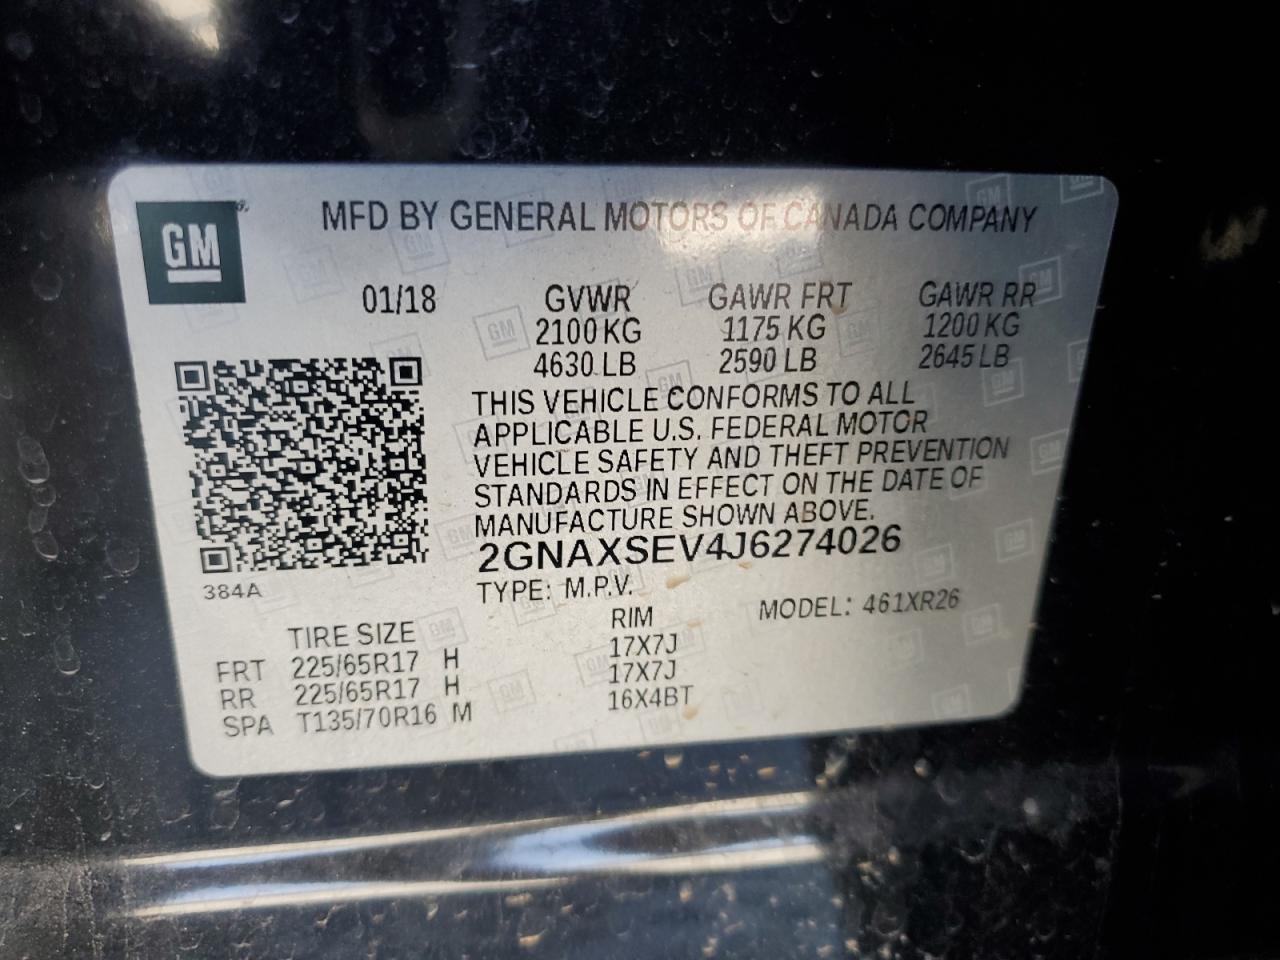 GM
MFD BY GENERAL MOTORS OF CANADA COMPANY
01/18 GVWR GAWR FRT GAWR RR
2100 KG 1175 KG 1200 KG
4630 LB 2590 LB 2645 LB
THIS VEHICLE CONFORMS TO ALL
APPLICABLE U.S. FEDERAL MOTOR
VEHICLE SAFETY AND THEFT PREVENTION
STANDARDS IN EFFECT ON THE DATE OF
MANUFACTURE SHOWN ABOVE.
2GNAXSEV4J6274026
384A
TYPE: M.P.V. MODEL: 461XR26
TIRE SIZE RIM
FRT 225/65R17 H 17X7J
RR 225/65R17 H 17X7J
SPA T135/70R16 M 16X4BT